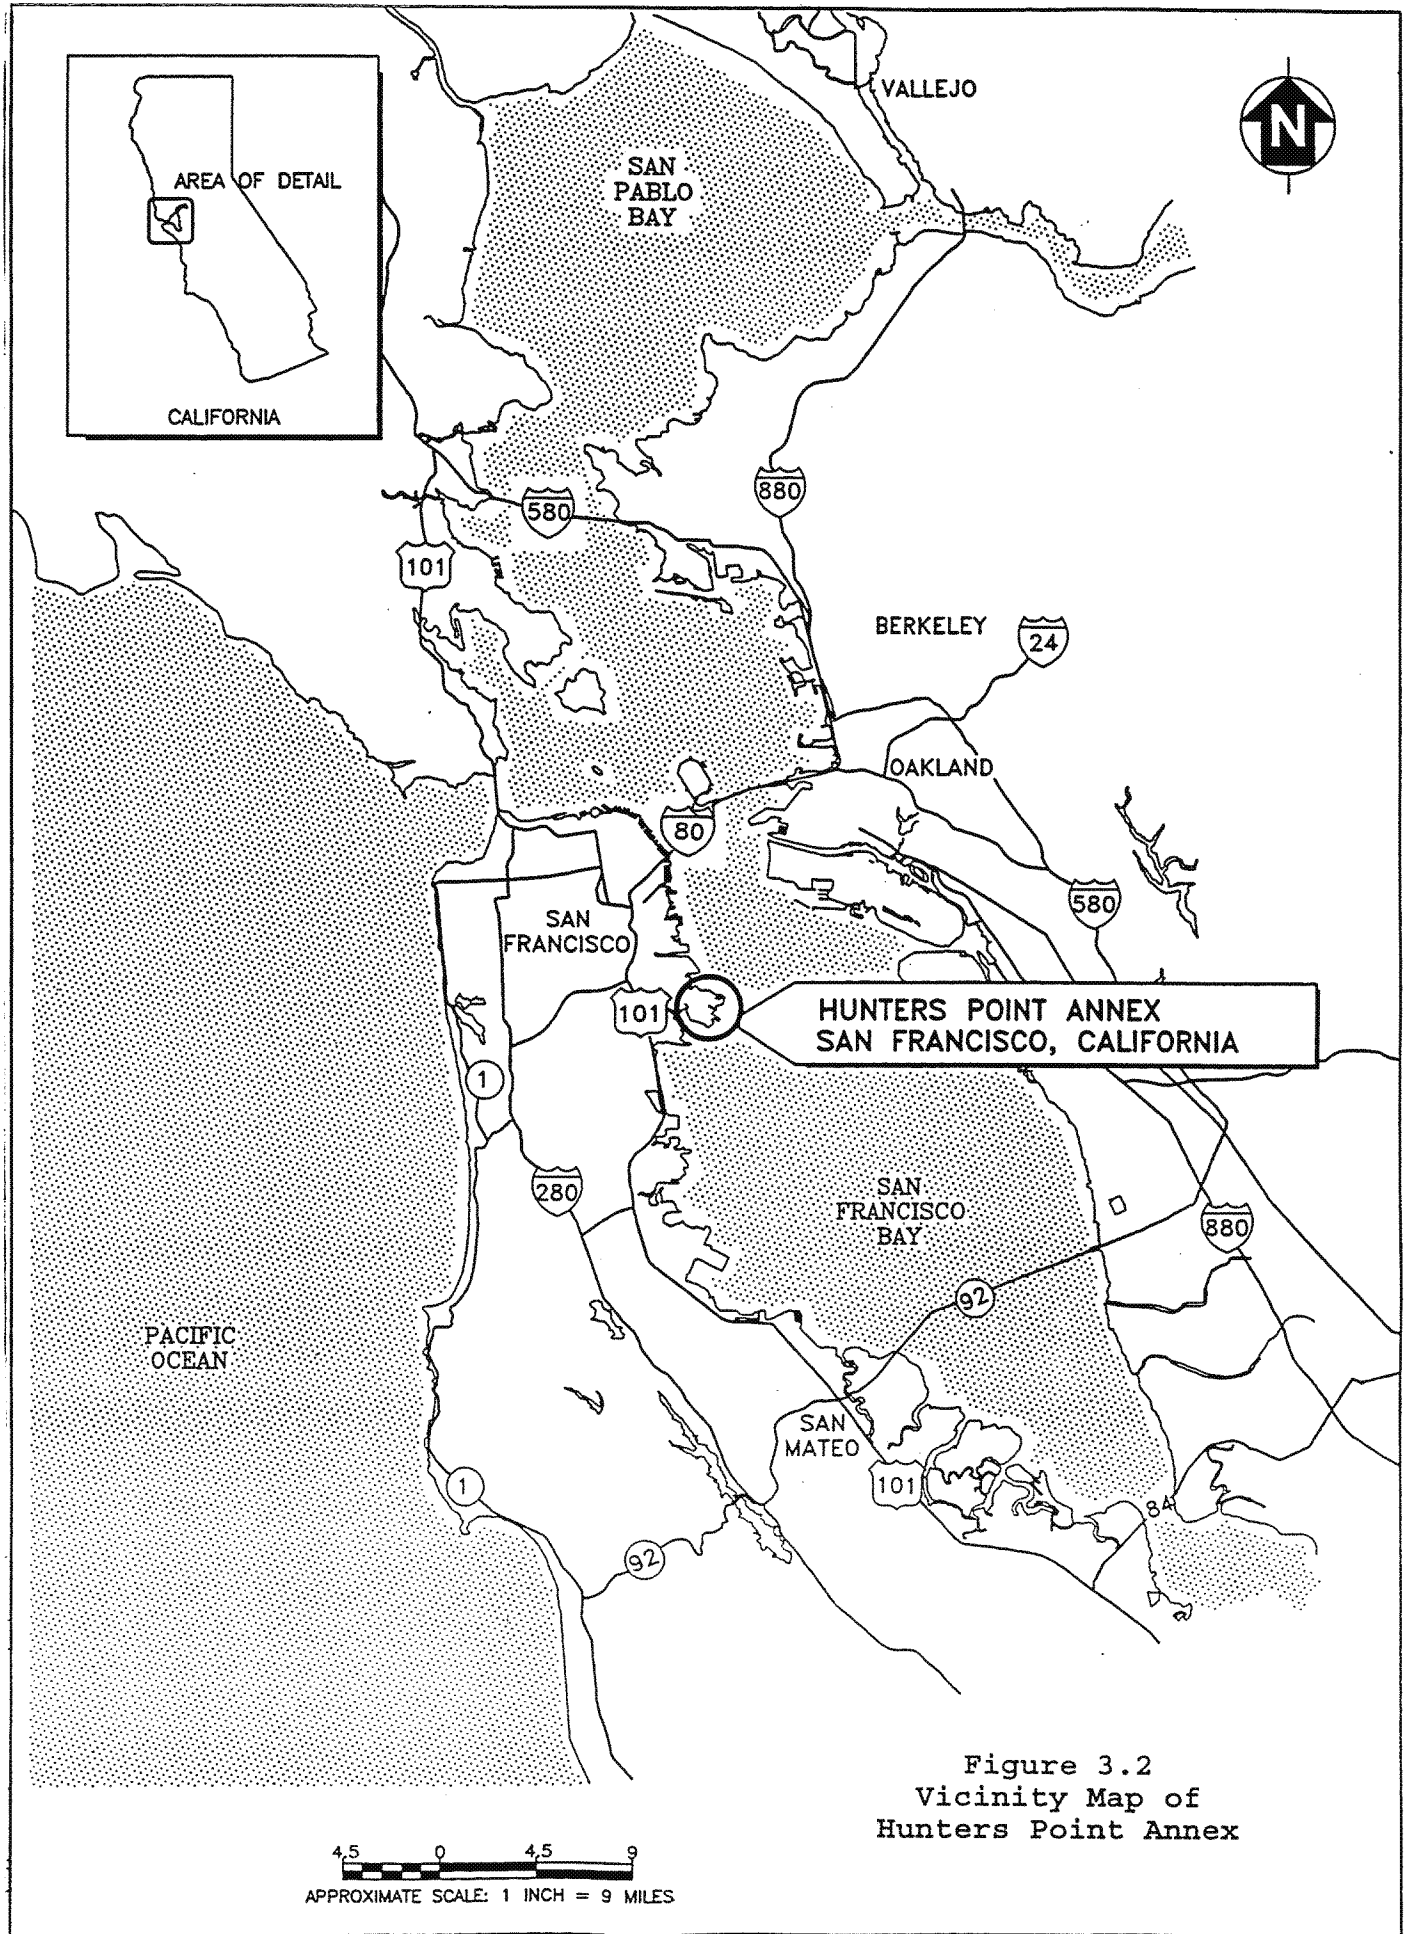 VALLEJO
N
SAN
PABLO
BAY
AREA OF DETAIL
CALIFORNIA
880
580
101
BERKELEY
24
OAKLAND
80
580
SAN
FRANCISCO
101
HUNTERS POINT ANNEX
SAN FRANCISCO, CALIFORNIA
1
280
SAN
FRANCISCO
BAY
880
92
PACIFIC
OCEAN
SAN
MATEO
101
1
84
92
Figure 3.2
Vicinity Map of
Hunters Point Annex
4.5 0 4.5 9
APPROXIMATE SCALE: 1 INCH = 9 MILES